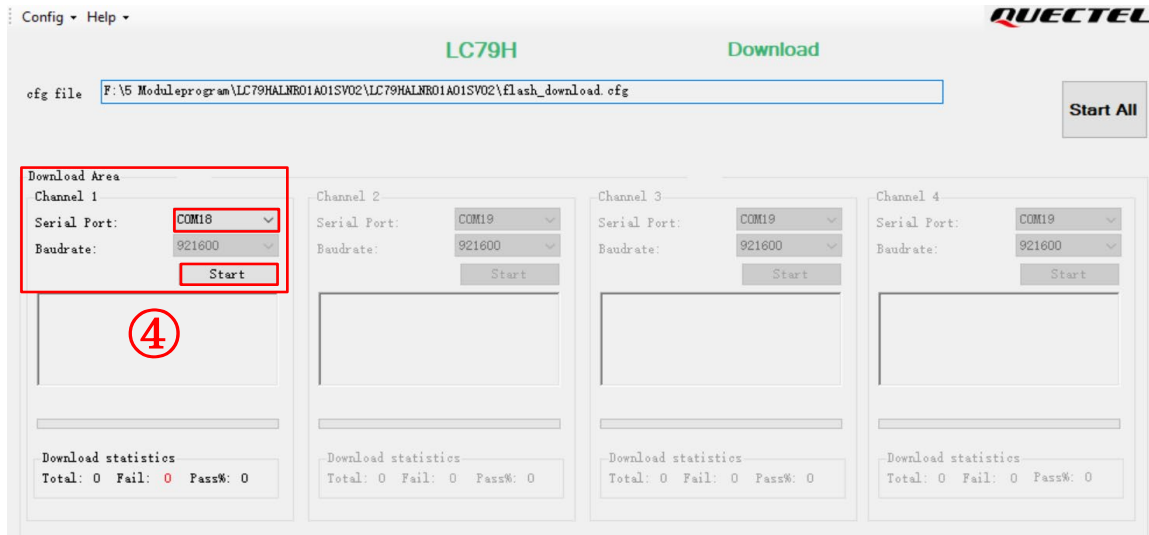 Config Help
QUECTEL
LC79H Download
cfg file F:\5 Moduleprogram\LC79HALNR01A01SV02\LC79HALNR01A01SV02\flash_download.cfg
Start All
Download Area
Channel 1
Serial Port: COM18
Baudrate: 921600
Start
④
Download statistics
Total: 0 Fail: 0 Pass%: 0
Channel 2
Serial Port: COM19
Baudrate: 921600
Start
Download statistics
Total: 0 Fail: 0 Pass%: 0
Channel 3
Serial Port: COM19
Baudrate: 921600
Start
Download statistics
Total: 0 Fail: 0 Pass%: 0
Channel 4
Serial Port: COM19
Baudrate: 921600
Start
Download statistics
Total: 0 Fail: 0 Pass%: 0